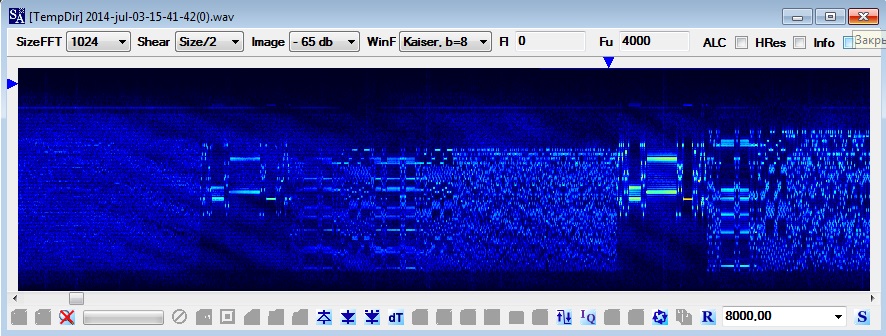 SA [TempDir] 2014-jul-03-15-41-42(0).wav
SizeFFT 1024 Shear Size/2 Image - 65 db WinF Kaiser, b=8 Fl 0 Fu 4000 ALC HRes Info Закры
dT IQ R 8000,00 S